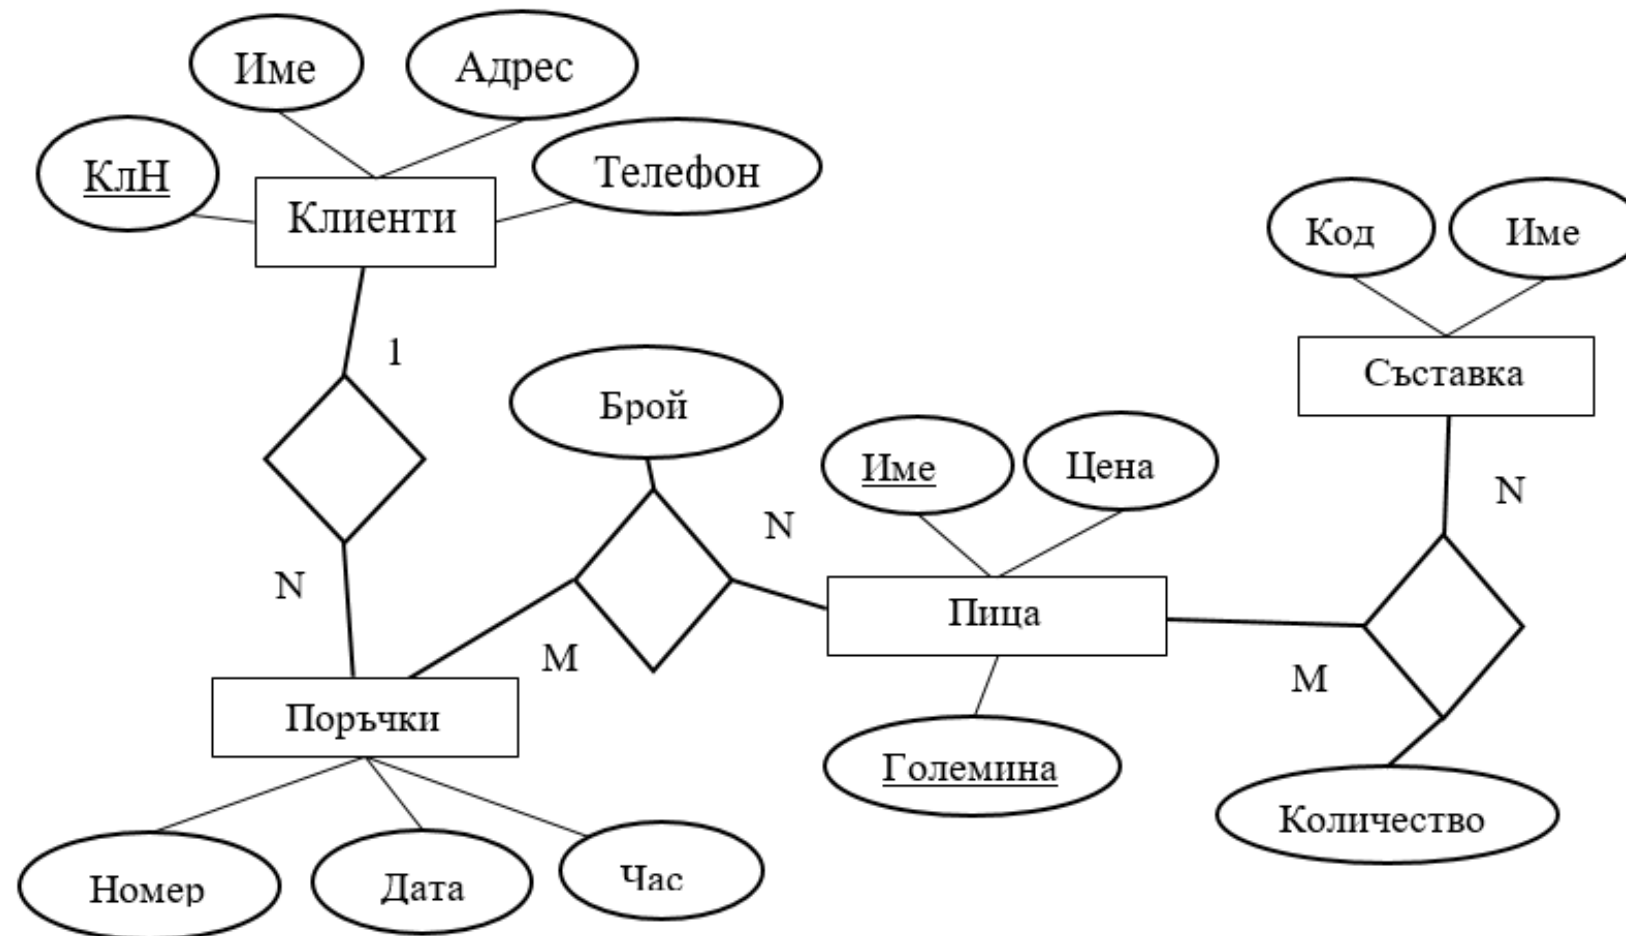 Име
Адрес
КлН
Телефон
Клиенти
Код
Име
Съставка
1
Брой
Име
Цена
N
N
N
Пица
M
M
Поръчки
Големина
Количество
Номер
Дата
Час